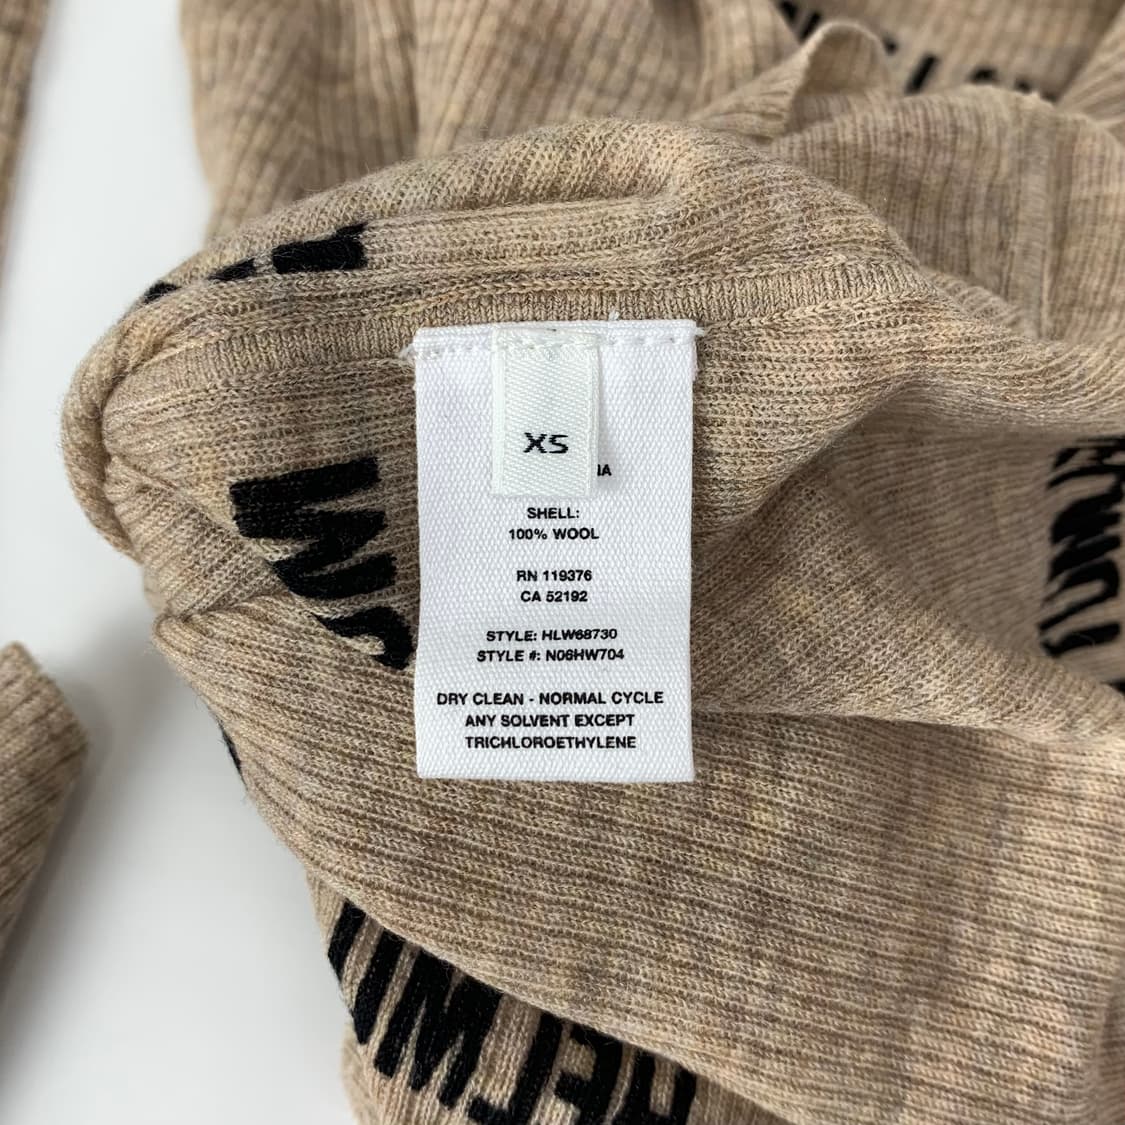 XS
IA
SHELL:
100% WOOL
RN 119376
CA 52192
STYLE: HLW68730
STYLE #: N06HW704
DRY CLEAN - NORMAL CYCLE
ANY SOLVENT EXCEPT
TRICHLOROETHYLENE